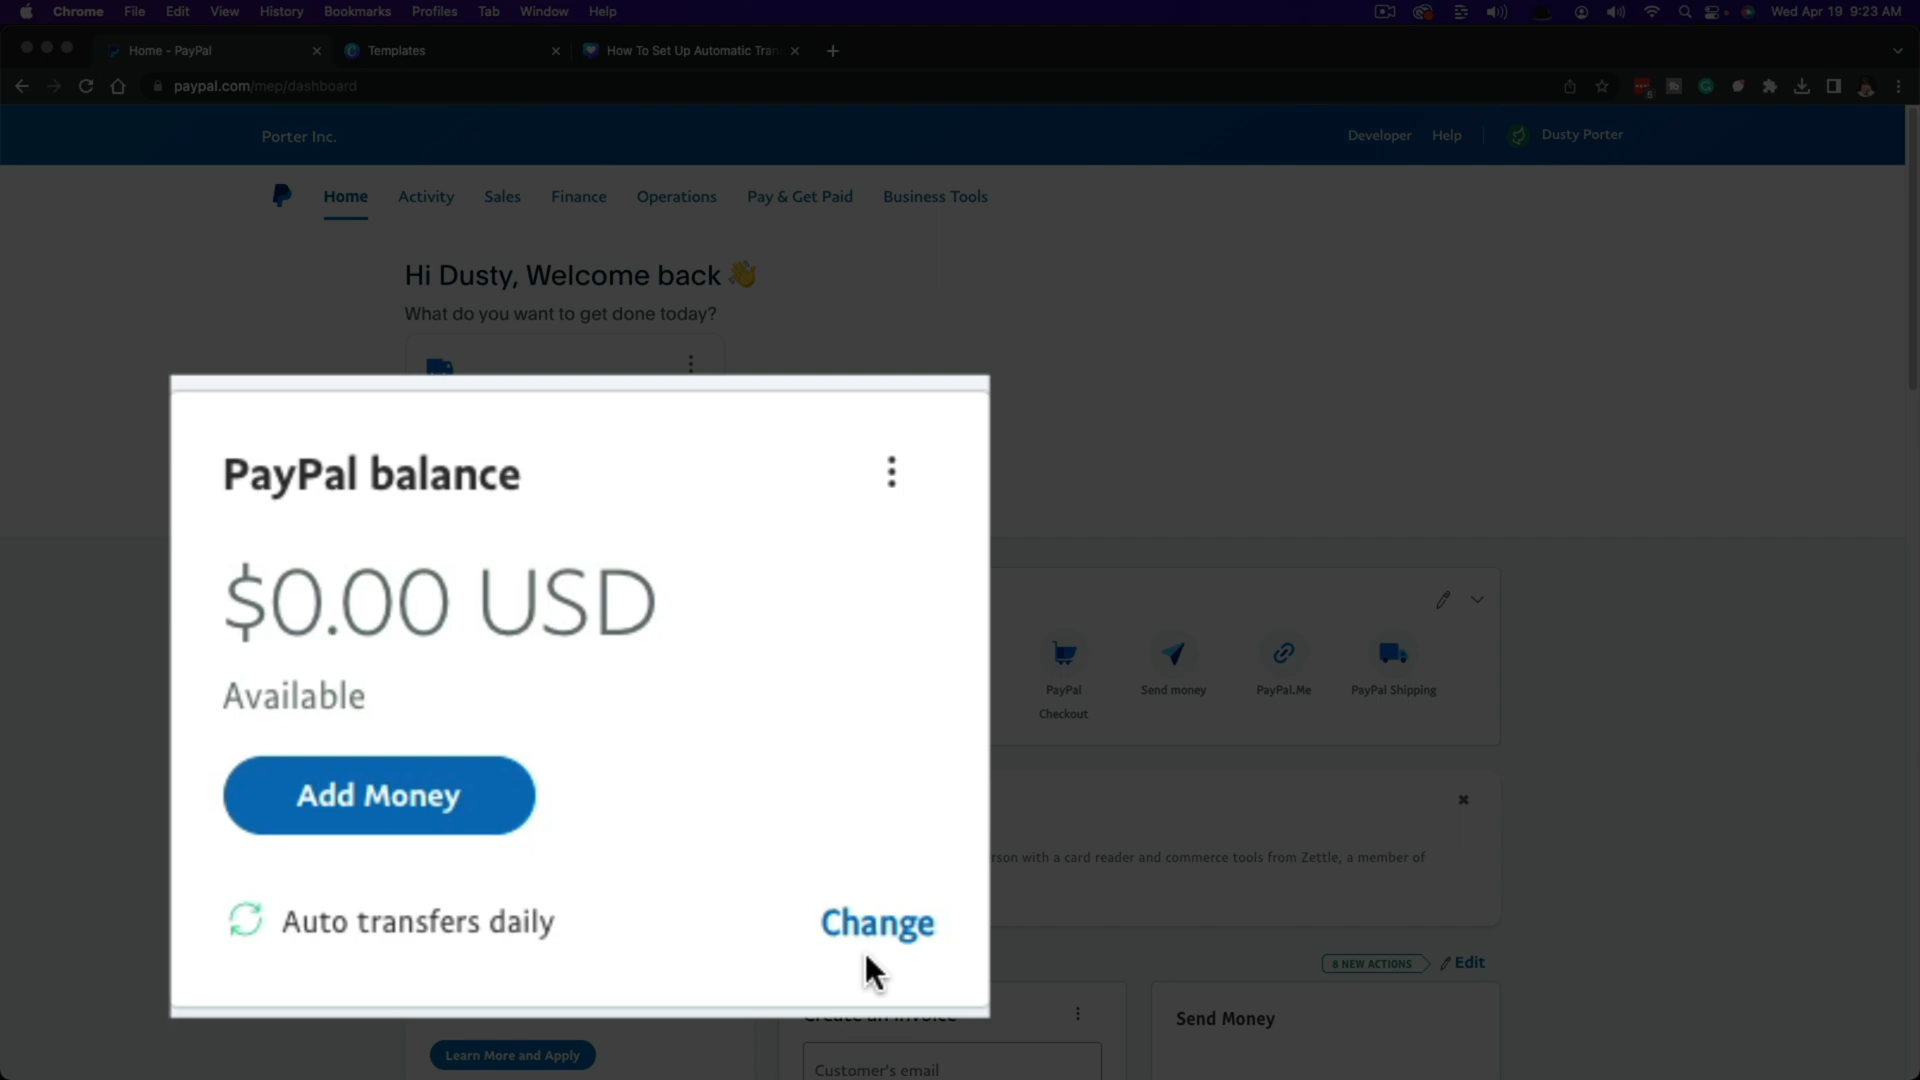 Chrome File Edit View History Bookmarks Profiles Tab Window Help Wed Apr 19 9:23 AM
Home - PayPal Templates How To Set Up Automatic Tran
paypal.com/mep/dashboard
Porter Inc. Developer Help Dusty Porter
Home Activity Sales Finance Operations Pay & Get Paid Business Tools
Hi Dusty, Welcome back 👋
What do you want to get done today?
PayPal balance
$0.00 USD
Available
Add Money
Auto transfers daily Change
PayPal Checkout
Send money
PayPal.Me
PayPal Shipping
rson with a card reader and commerce tools from Zettle, a member of
8 NEW ACTIONS Edit
Create an invoice
Send Money
Learn More and Apply
Customer's email